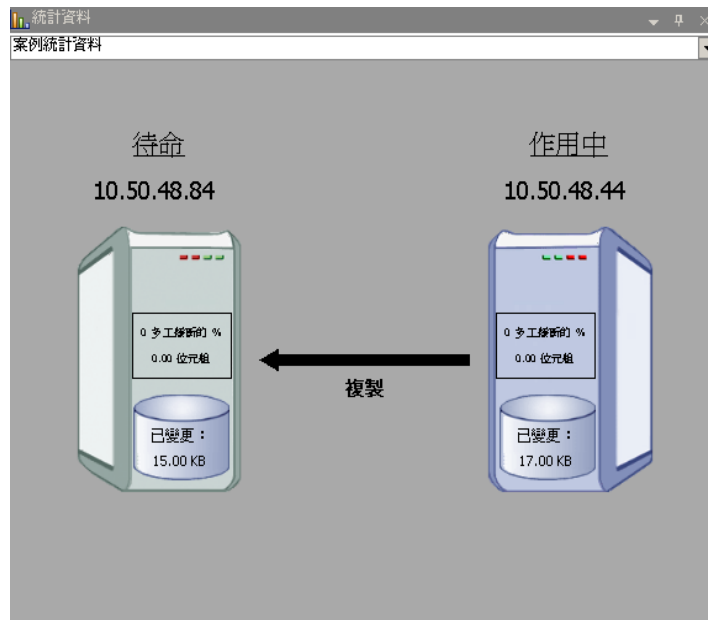 統計資料
案例統計資料
待命
10.50.48.84
作用中
10.50.48.44
0 多工緩衝的 %
0.00 位元組
已變更：
15.00 KB
複製
0 多工緩衝的 %
0.00 位元組
已變更：
17.00 KB